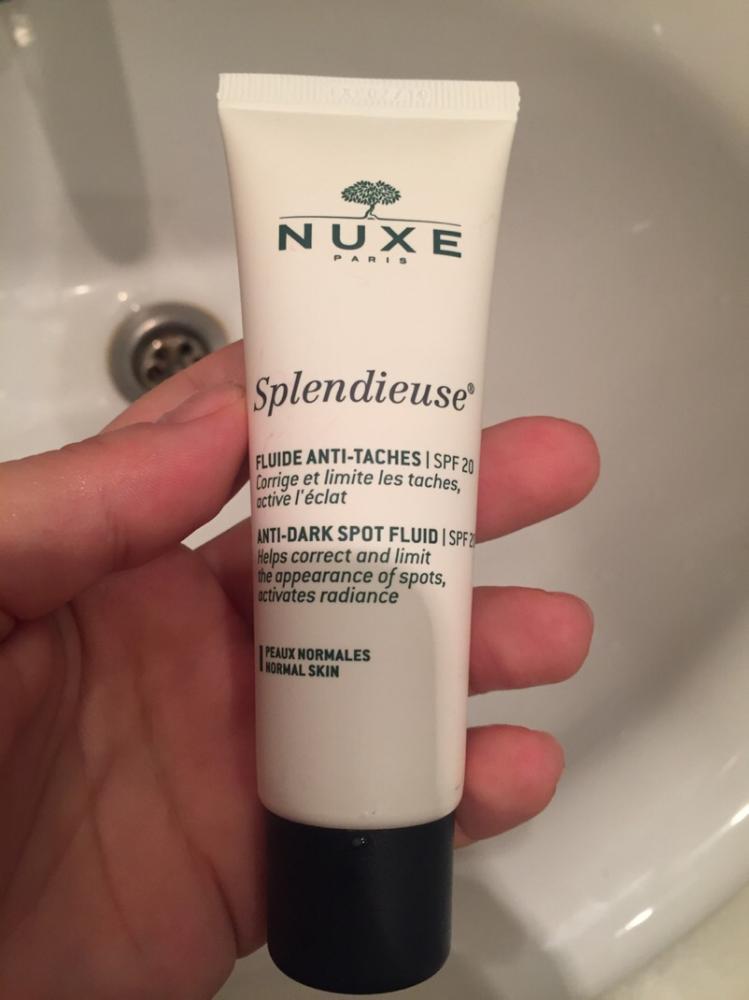 NUXE
PARIS
Splendieuse®
FLUIDE ANTI-TACHES | SPF 20
Corrige et limite les taches,
active l'éclat
ANTI-DARK SPOT FLUID | SPF 20
Helps correct and limit
the appearance of spots,
activates radiance
PEAUX NORMALES
NORMAL SKIN